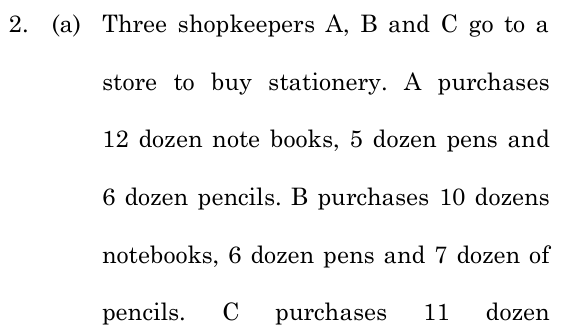 2. (a) Three shopkeepers A, B and C go to a
store to buy stationery. A purchases
12 dozen note books, 5 dozen pens and
6 dozen pencils. B purchases 10 dozens
notebooks, 6 dozen pens and 7 dozen of
pencils. C purchases 11 dozen